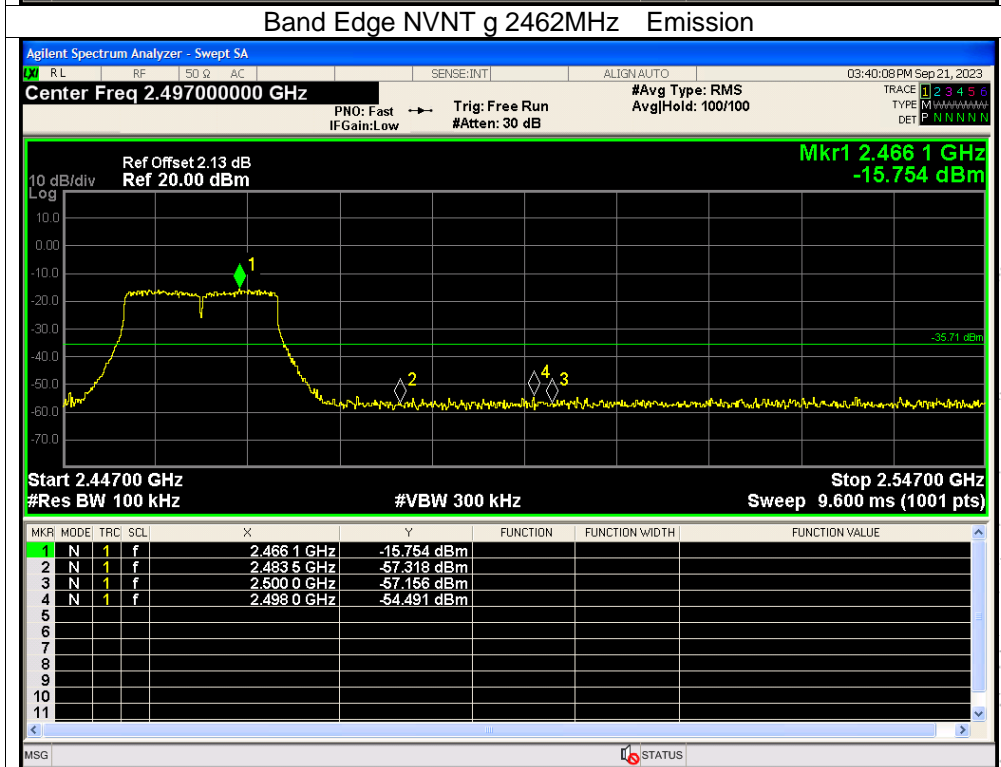 Band Edge NVNT g 2462MHz Emission
Agilent Spectrum Analyzer - Swept SA
LXI RL RF 50 Ω AC SENSE:INT ALIGN AUTO 03:40:08 PM Sep 21, 2023
Center Freq 2.497000000 GHz #Avg Type: RMS TRACE 1 2 3 4 5 6
PNO: Fast Trig: Free Run Avg|Hold: 100/100 TYPE M WWWWW
IFGain:Low #Atten: 30 dB DET P N N N N N
Mkr1 2.466 1 GHz
Ref Offset 2.13 dB
10 dB/div Ref 20.00 dBm -15.754 dBm
Log
10.0
0.00
1
-10.0
-20.0
-30.0
-35.71 dBm
-40.0
2 4 3
-50.0
-60.0
-70.0
Start 2.44700 GHz Stop 2.54700 GHz
#Res BW 100 kHz #VBW 300 kHz Sweep 9.600 ms (1001 pts)
MKR MODE TRC SCL X Y FUNCTION FUNCTION WIDTH FUNCTION VALUE
1 N 1 f 2.466 1 GHz -15.754 dBm
2 N 1 f 2.483 5 GHz -57.318 dBm
3 N 1 f 2.500 0 GHz -57.156 dBm
4 N 1 f 2.498 0 GHz -54.491 dBm
5
6
7
8
9
10
11
MSG STATUS